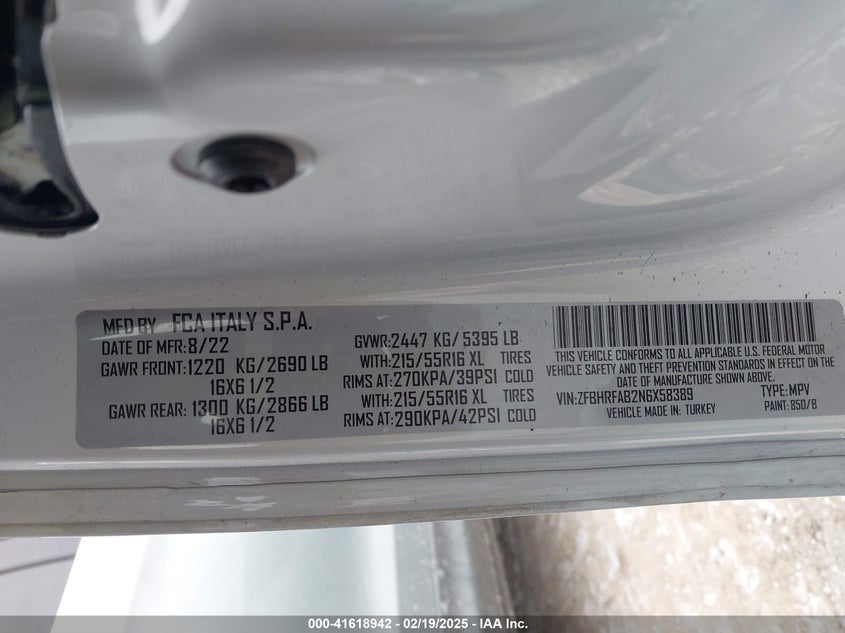 MFD BY FCA ITALY S.P.A.
DATE OF MFR: 8/22
GAWR FRONT: 1220 KG/2690 LB
16X6 1/2
GAWR REAR: 1300 KG/2866 LB
16X6 1/2
GVWR: 2447 KG/ 5395 LB
WITH: 215/55R16 XL TIRES
RIMS AT: 270KPA/39PSI COLD
WITH: 215/55R16 XL TIRES
RIMS AT: 290KPA/42PSI COLD
THIS VEHICLE CONFORMS TO ALL APPLICABLE U.S. FEDERAL MOTOR
VEHICLE SAFETY AND THEFT PREVENTION STANDARDS IN EFFECT ON
THE DATE OF MANUFACTURE SHOWN ABOVE.
VIN: ZFBHRFAB2N6X58389 TYPE: MPV
VEHICLE MADE IN: TURKEY PAINT: 850/B
000-41618942 - 02/19/2025 - IAA Inc.